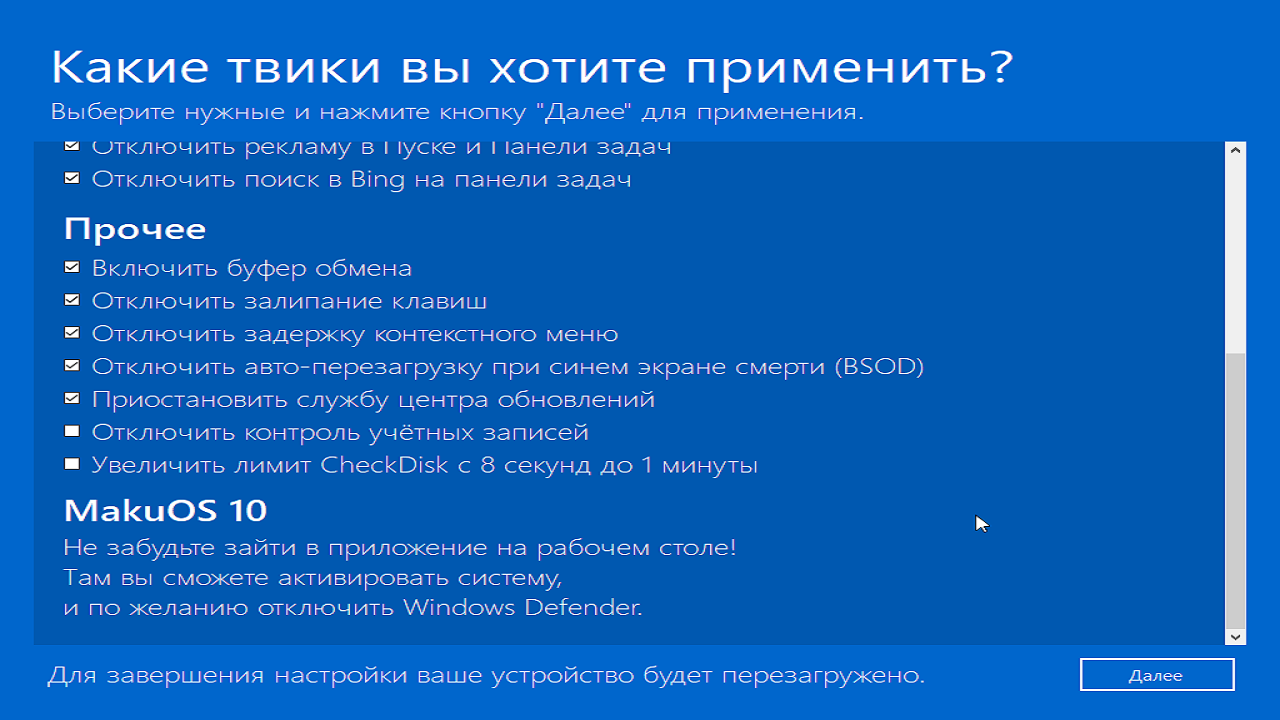 Какие твики вы хотите применить?
Выберите нужные и нажмите кнопку "Далее" для применения.
Отключить рекламу в Пуске и Панели задач
Отключить поиск в Bing на панели задач
Прочее
Включить буфер обмена
Отключить залипание клавиш
Отключить задержку контекстного меню
Отключить авто-перезагрузку при синем экране смерти (BSOD)
Приостановить службу центра обновлений
Отключить контроль учётных записей
Увеличить лимит CheckDisk с 8 секунд до 1 минуты
MakuOS 10
Не забудьте зайти в приложение на рабочем столе!
Там вы сможете активировать систему,
и по желанию отключить Windows Defender.
Для завершения настройки ваше устройство будет перезагружено.
Далее